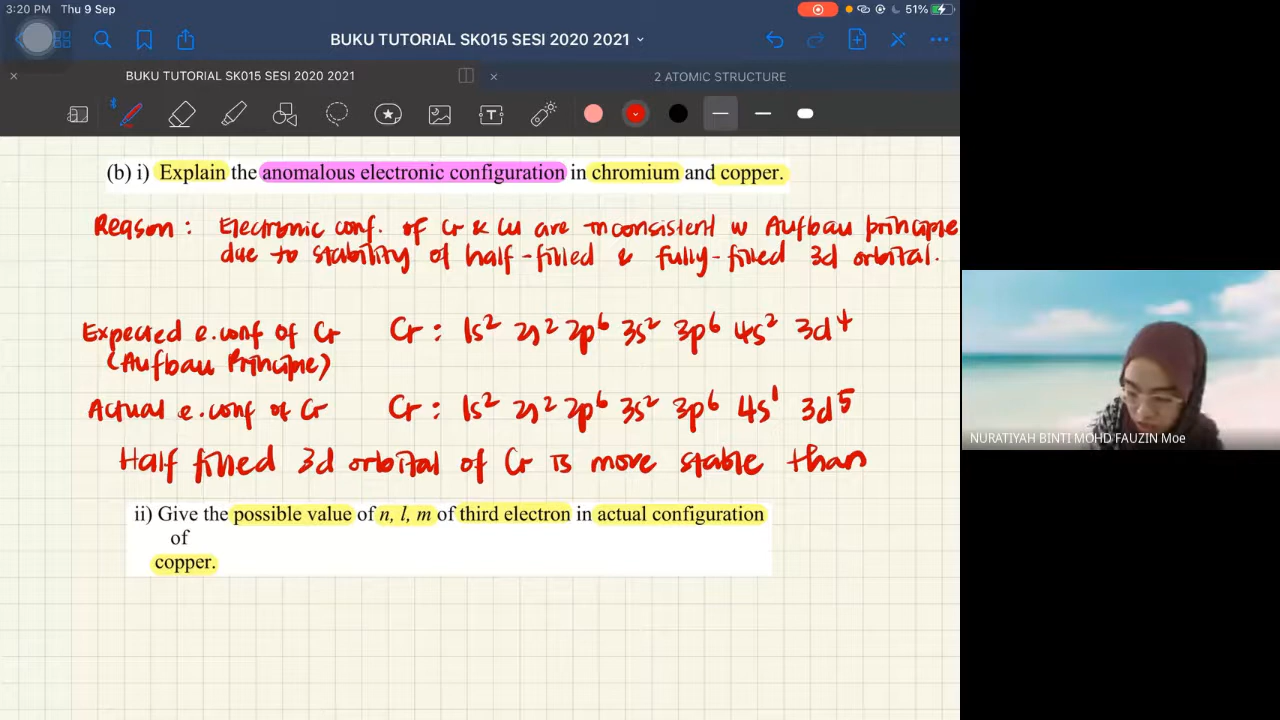 3:20 PM Thu 9 Sep
51%
BUKU TUTORIAL SK015 SESI 2020 2021
BUKU TUTORIAL SK015 SESI 2020 2021
2 ATOMIC STRUCTURE
(b) i) Explain the anomalous electronic configuration in chromium and copper.
Reason : Electronic conf. of Cr & Cu are inconsistent w Aufbau principle
due to stability of half-filled & fully-filled 3d orbital.
Expected e.conf of Cr Cr : 1s² 2s² 2p⁶ 3s² 3p⁶ 4s² 3d⁴
(Aufbau Principle)
Actual e.conf of Cr Cr : 1s² 2s² 2p⁶ 3s² 3p⁶ 4s¹ 3d⁵
Half filled 3d orbital of Cr is more stable than
ii) Give the possible value of n, l, m of third electron in actual configuration
of
copper.
NURATIYAH BINTI MOHD FAUZIN Moe